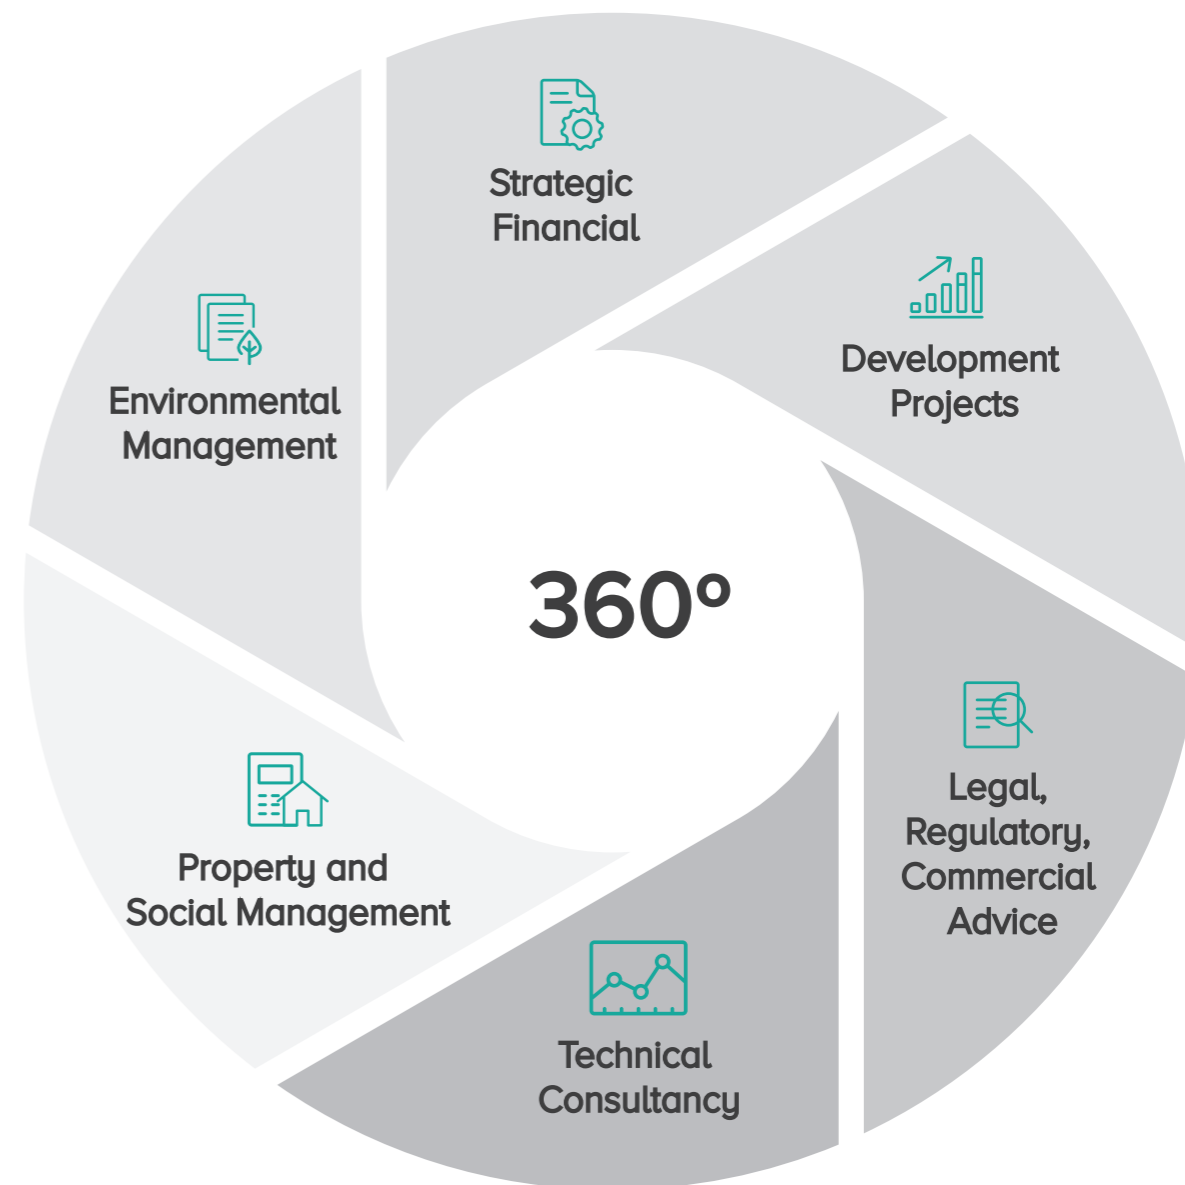 Strategic
Financial
Development
Projects
Environmental
Management
360º
Legal,
Regulatory,
Commercial
Advice
Property and
Social Management
Technical
Consultancy